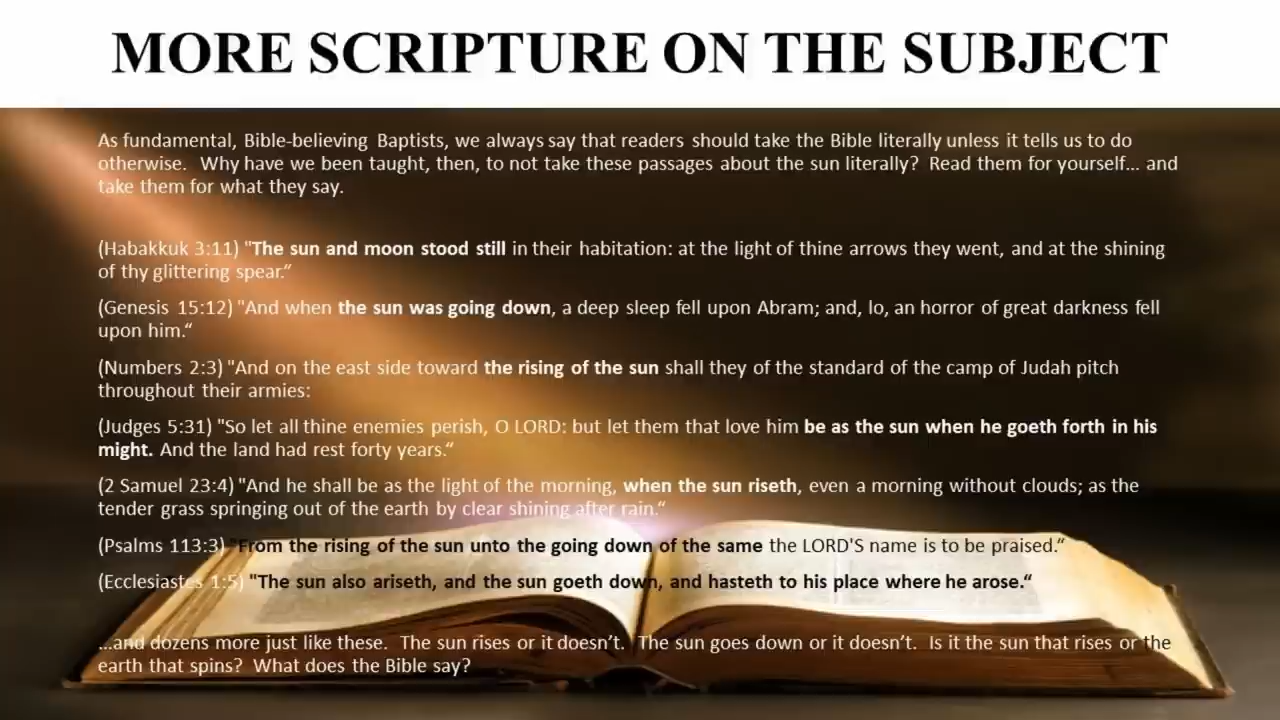 MORE SCRIPTURE ON THE SUBJECT
As fundamental, Bible-believing Baptists, we always say that readers should take the Bible literally unless it tells us to do
otherwise.  Why have we been taught, then, to not take these passages about the sun literally?  Read them for yourself... and
take them for what they say.
(Habakkuk 3:11) "The sun and moon stood still in their habitation: at the light of thine arrows they went, and at the shining
of thy glittering spear.“
(Genesis 15:12) "And when the sun was going down, a deep sleep fell upon Abram; and, lo, an horror of great darkness fell
upon him.“
(Numbers 2:3) "And on the east side toward the rising of the sun shall they of the standard of the camp of Judah pitch
throughout their armies:
(Judges 5:31) "So let all thine enemies perish, O LORD: but let them that love him be as the sun when he goeth forth in his
might. And the land had rest forty years.“
(2 Samuel 23:4) "And he shall be as the light of the morning, when the sun riseth, even a morning without clouds; as the
tender grass springing out of the earth by clear shining after rain.“
(Psalms 113:3) "From the rising of the sun unto the going down of the same the LORD'S name is to be praised.“
(Ecclesiastes 1:5) "The sun also ariseth, and the sun goeth down, and hasteth to his place where he arose.“
...and dozens more just like these.  The sun rises or it doesn't.  The sun goes down or it doesn't.  Is it the sun that rises or the
earth that spins?  What does the Bible say?